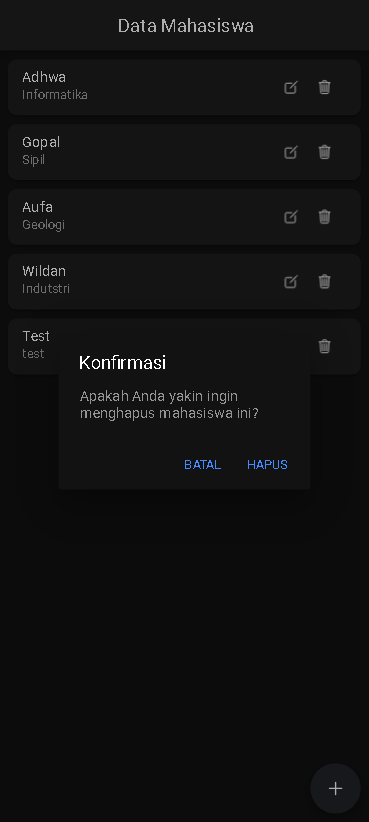 Data Mahasiswa
Adhwa
Informatika
Gopal
Sipil
Aufa
Geologi
Wildan
Indutstri
Test
test
Konfirmasi
Apakah Anda yakin ingin
menghapus mahasiswa ini?
BATAL HAPUS